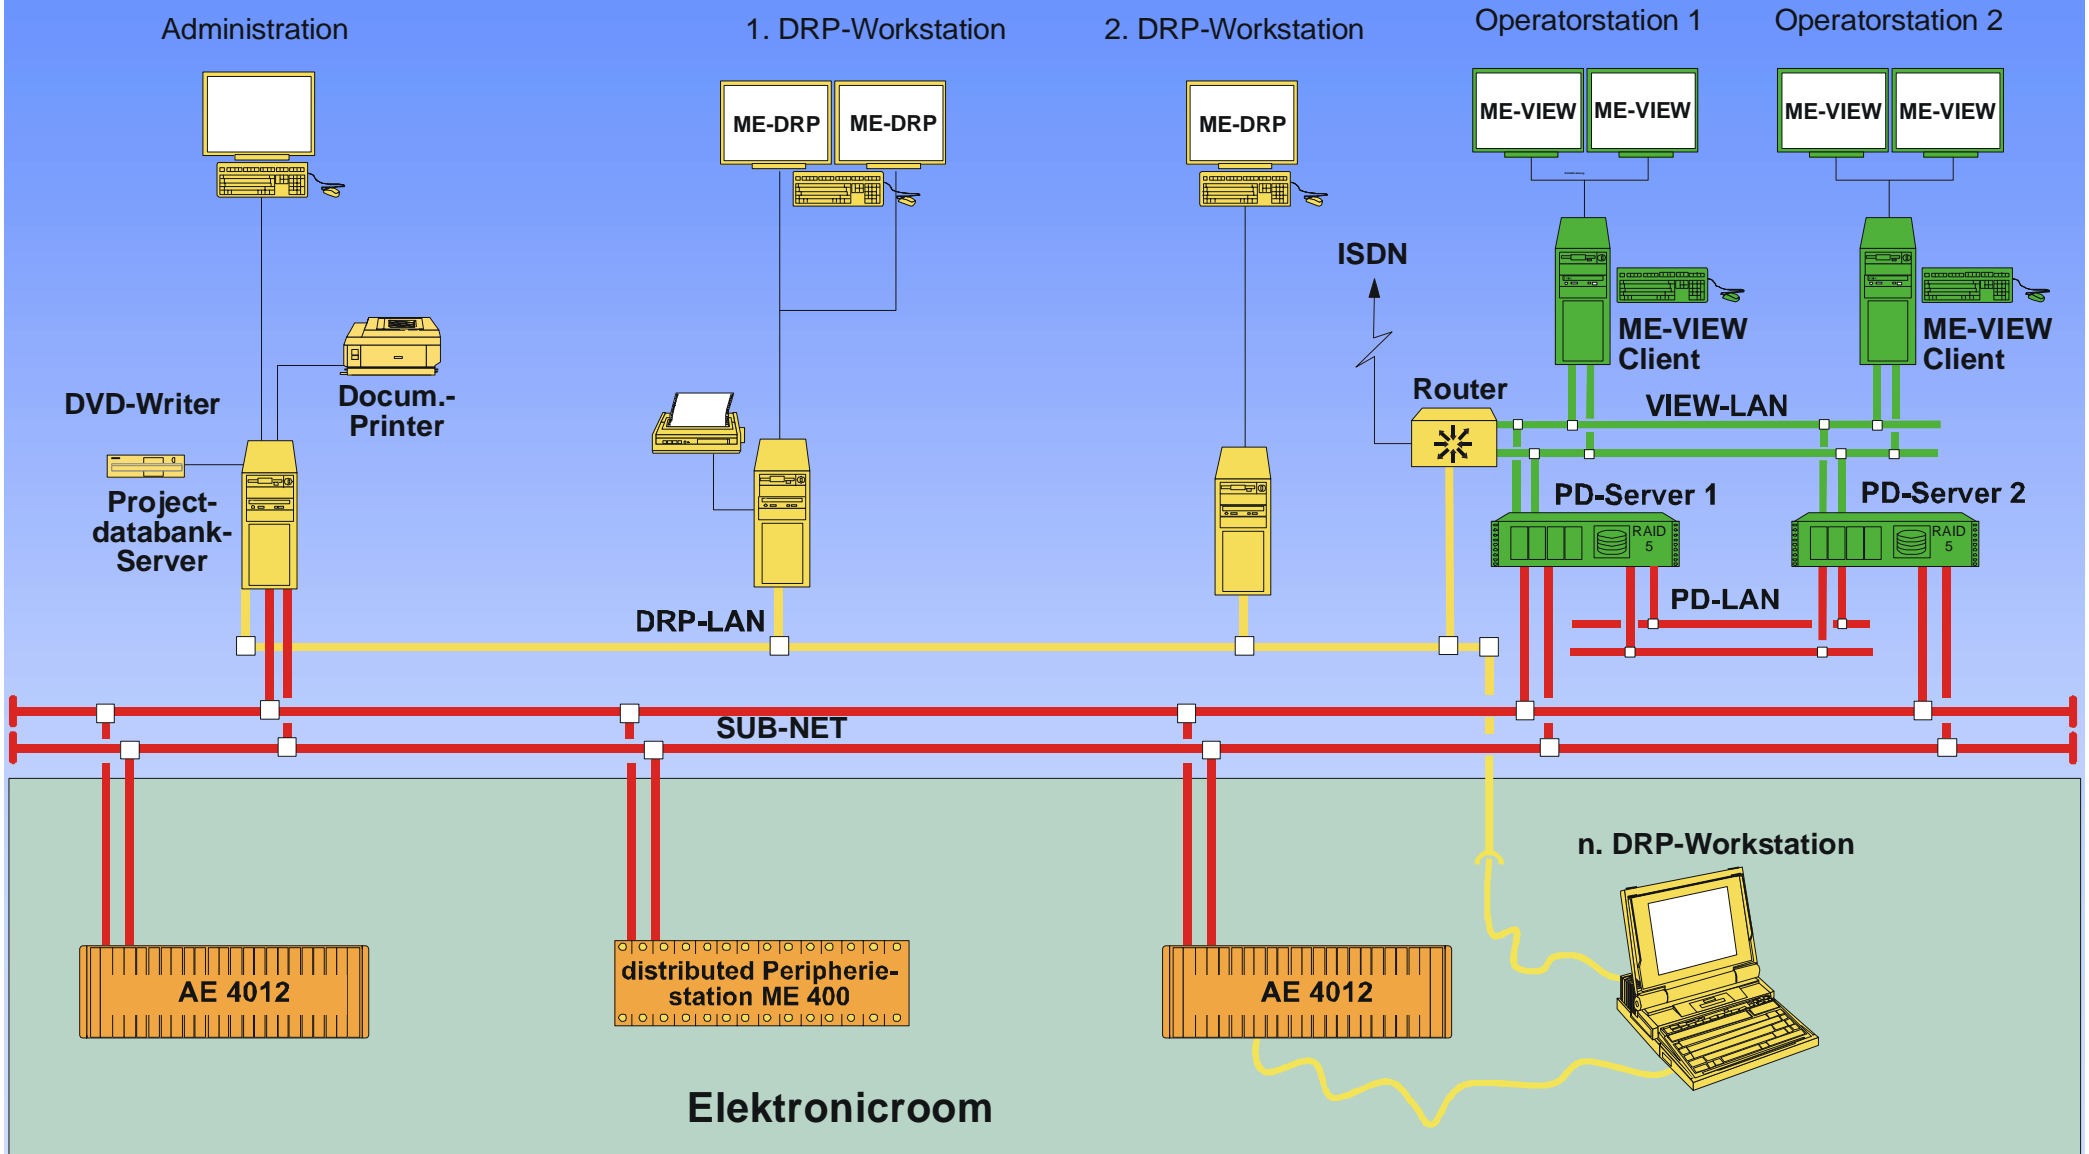 Administration
1. DRP-Workstation
2. DRP-Workstation
Operatorstation 1
Operatorstation 2
ME-DRP
ME-DRP
ME-DRP
ME-VIEW
ME-VIEW
ME-VIEW
ME-VIEW
ISDN
ME-VIEW
Client
ME-VIEW
Client
DVD-Writer
Docum.-
Printer
Router
VIEW-LAN
Project-
databank-
Server
PD-Server 1
PD-Server 2
RAID
5
RAID
5
DRP-LAN
PD-LAN
SUB-NET
n. DRP-Workstation
AE 4012
distributed Peripherie-
station ME 400
AE 4012
Elektronicroom